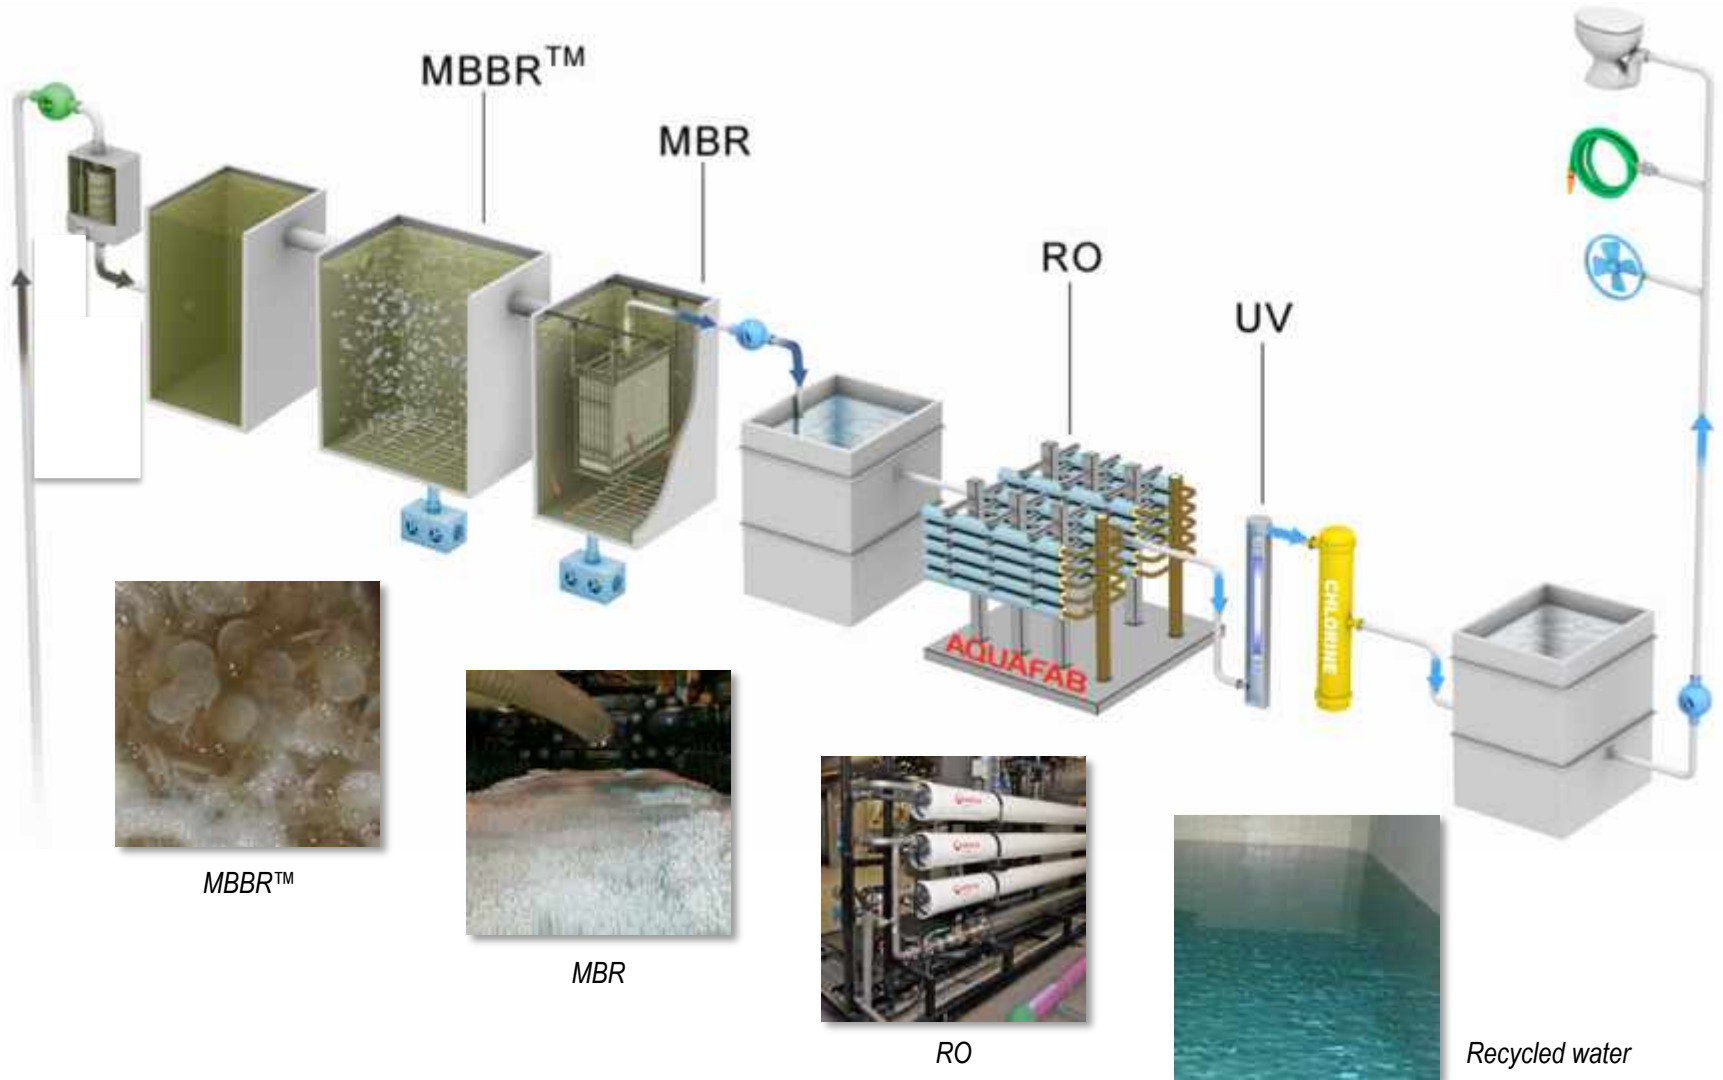 MBBR™
MBR
RO
UV
CHLORINE
AQUAFAB
MBBR™
MBR
RO
Recycled water